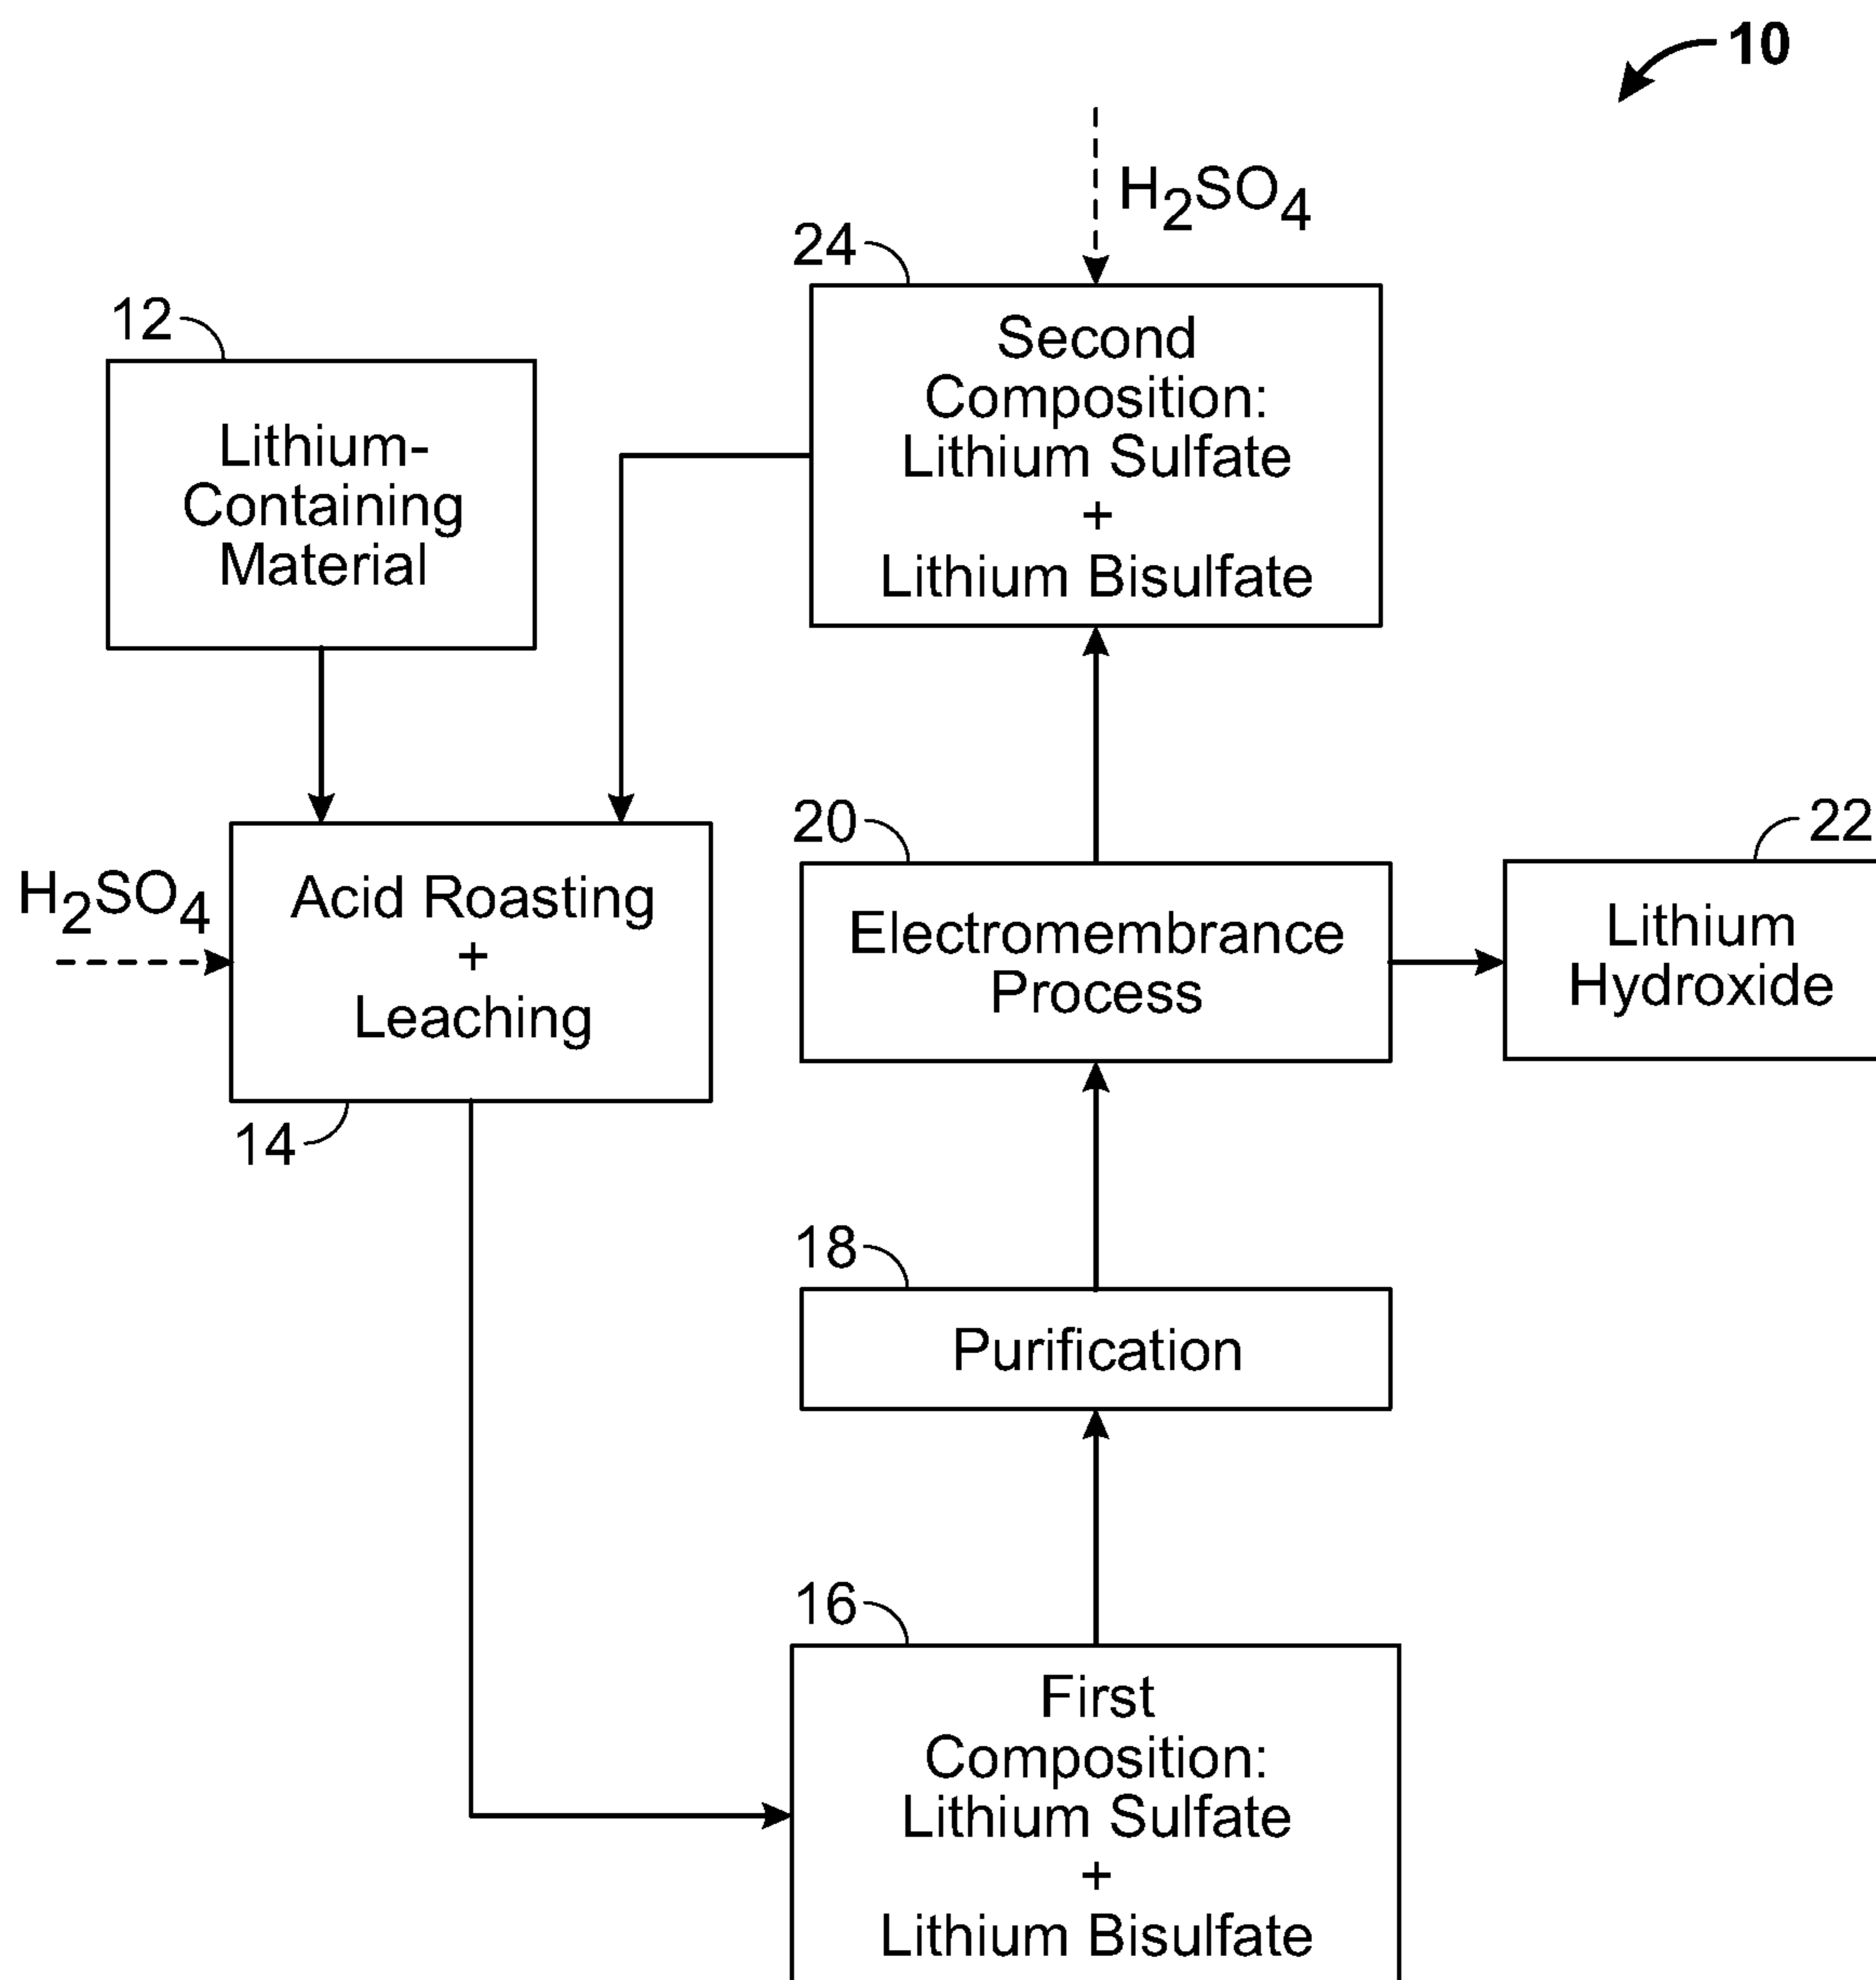 10
H2SO4
24
Second
Composition:
Lithium Sulfate
+
Lithium Bisulfate
12
Lithium-
Containing
Material
H2SO4
Acid Roasting
+
Leaching
14
20
Electromembrance
Process
22
Lithium
Hydroxide
18
Purification
16
First
Composition:
Lithium Sulfate
+
Lithium Bisulfate